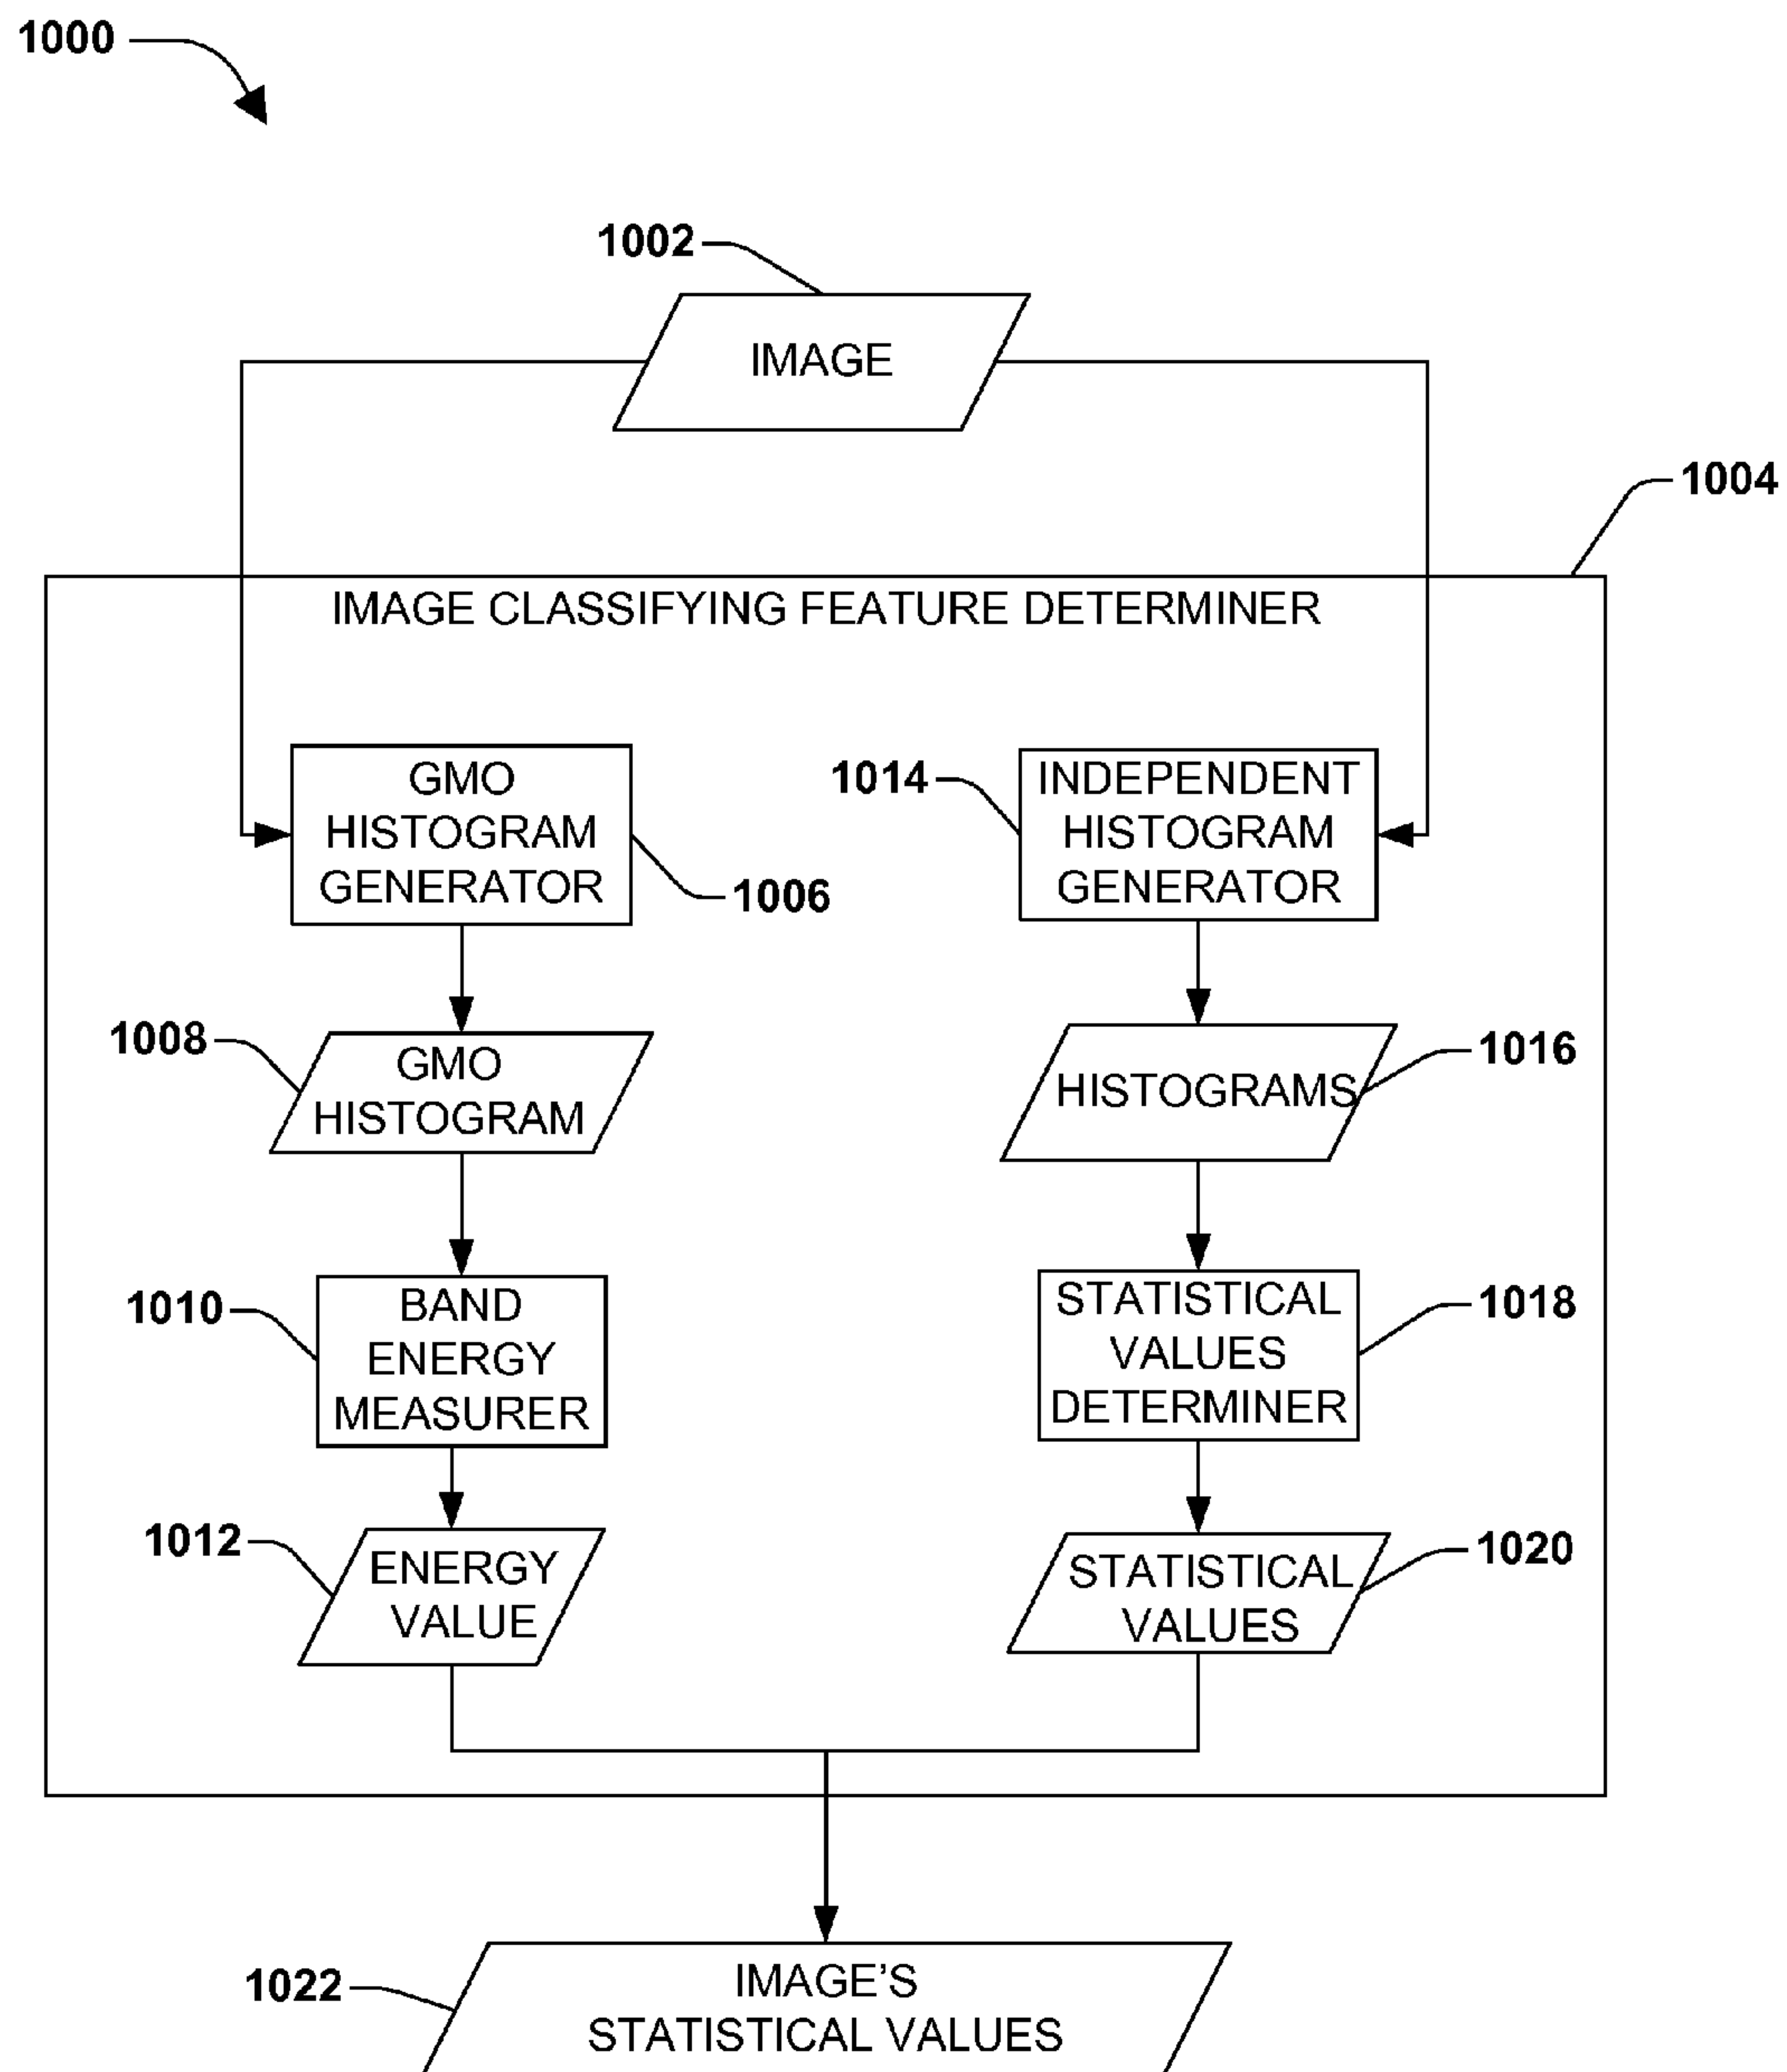 1000
1002
IMAGE
1004
IMAGE CLASSIFYING FEATURE DETERMINER
GMO
HISTOGRAM
GENERATOR
1006
1014
INDEPENDENT
HISTOGRAM
GENERATOR
1008
GMO
HISTOGRAM
HISTOGRAMS
1016
1010
BAND
ENERGY
MEASURER
STATISTICAL
VALUES
DETERMINER
1018
1012
ENERGY
VALUE
STATISTICAL
VALUES
1020
1022
IMAGE'S
STATISTICAL VALUES